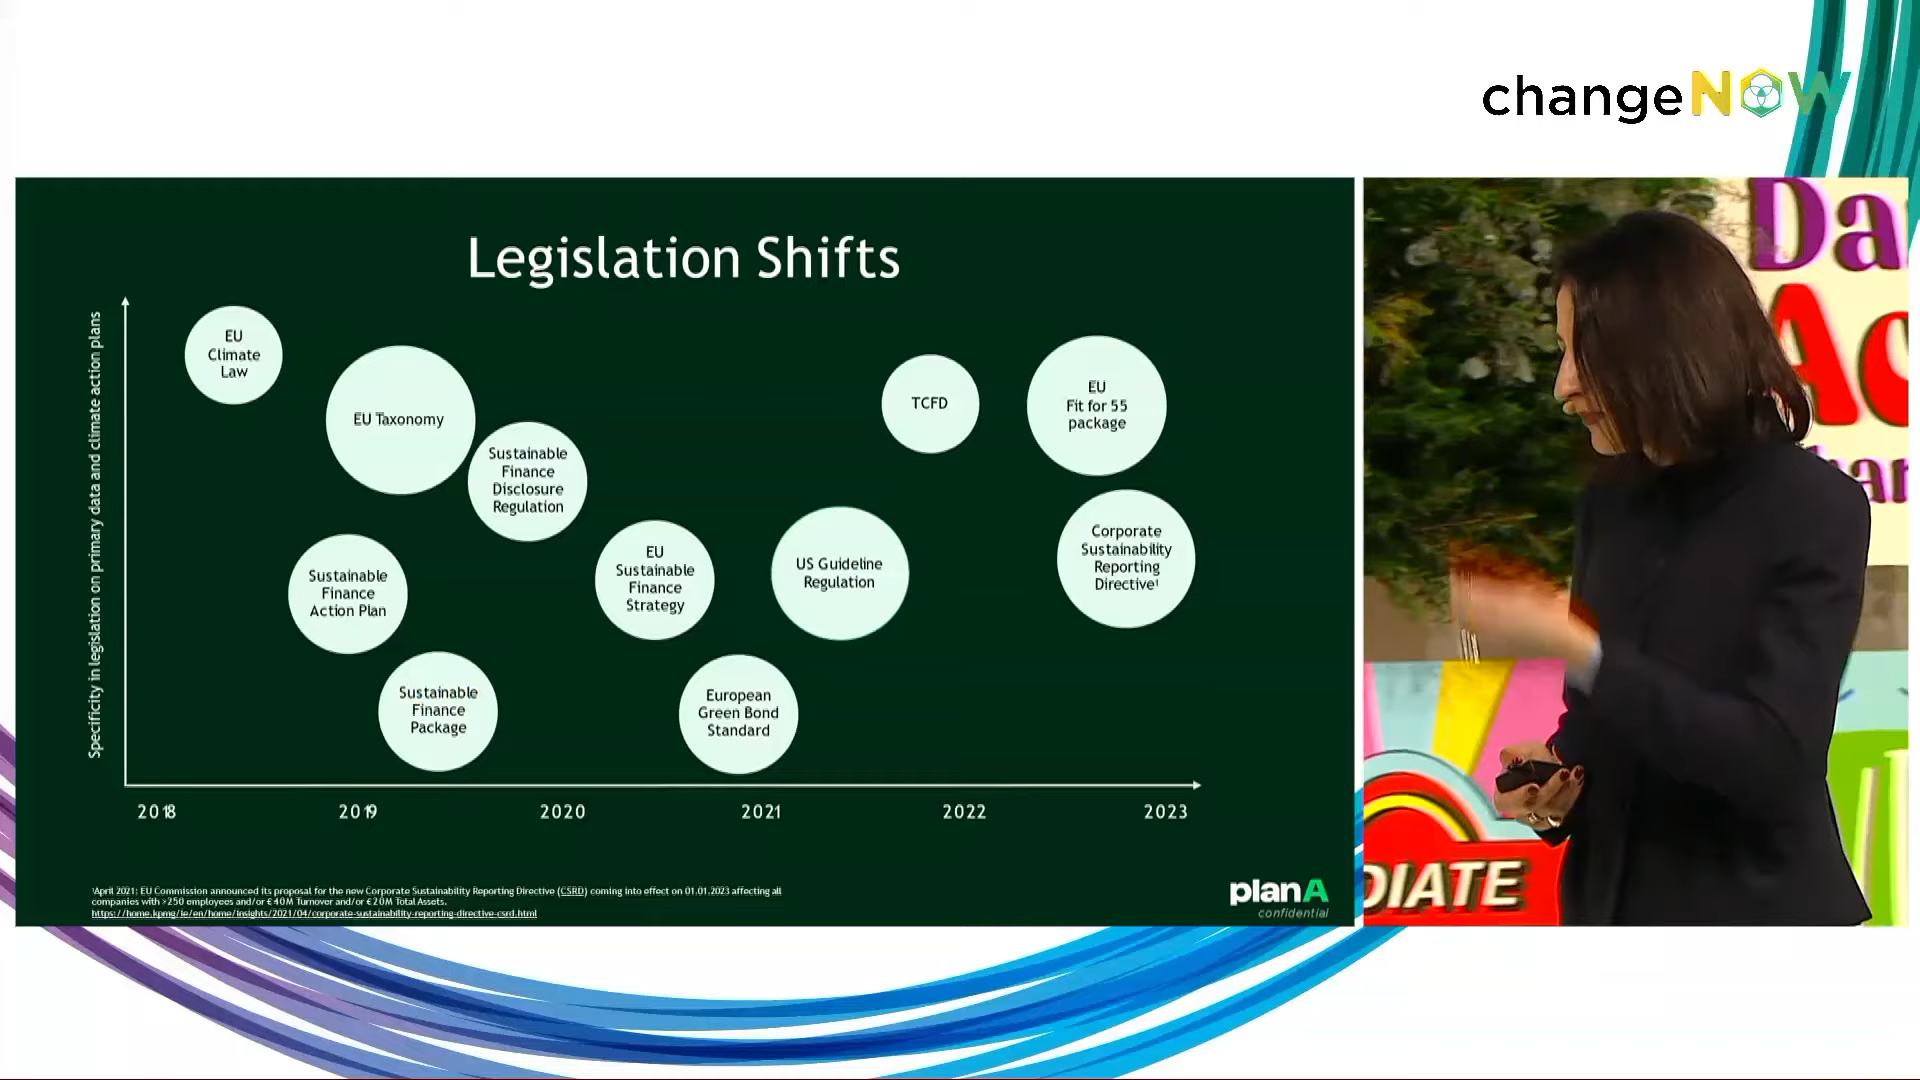 changeNOW
Legislation Shifts
Specificity in legislation on primary data and climate action plans
EU
Climate
Law
EU Taxonomy
Sustainable
Finance
Disclosure
Regulation
Sustainable
Finance
Action Plan
Sustainable
Finance
Package
EU
Sustainable
Finance
Strategy
European
Green Bond
Standard
US Guideline
Regulation
TCFD
EU
Fit for 55
package
Corporate
Sustainability
Reporting
Directive¹
2018
2019
2020
2021
2022
2023
¹April 2021: EU Commission announced its proposal for the new Corporate Sustainability Reporting Directive (CSRD) coming into effect on 01.01.2023 affecting all
companies with >250 employees and/or €40M Turnover and/or €20M Total Assets.
https://home.kpmg/ie/en/home/insights/2021/04/corporate-sustainability-reporting-directive-csrd.html
planA
confidential
Da
Ac
DIATE